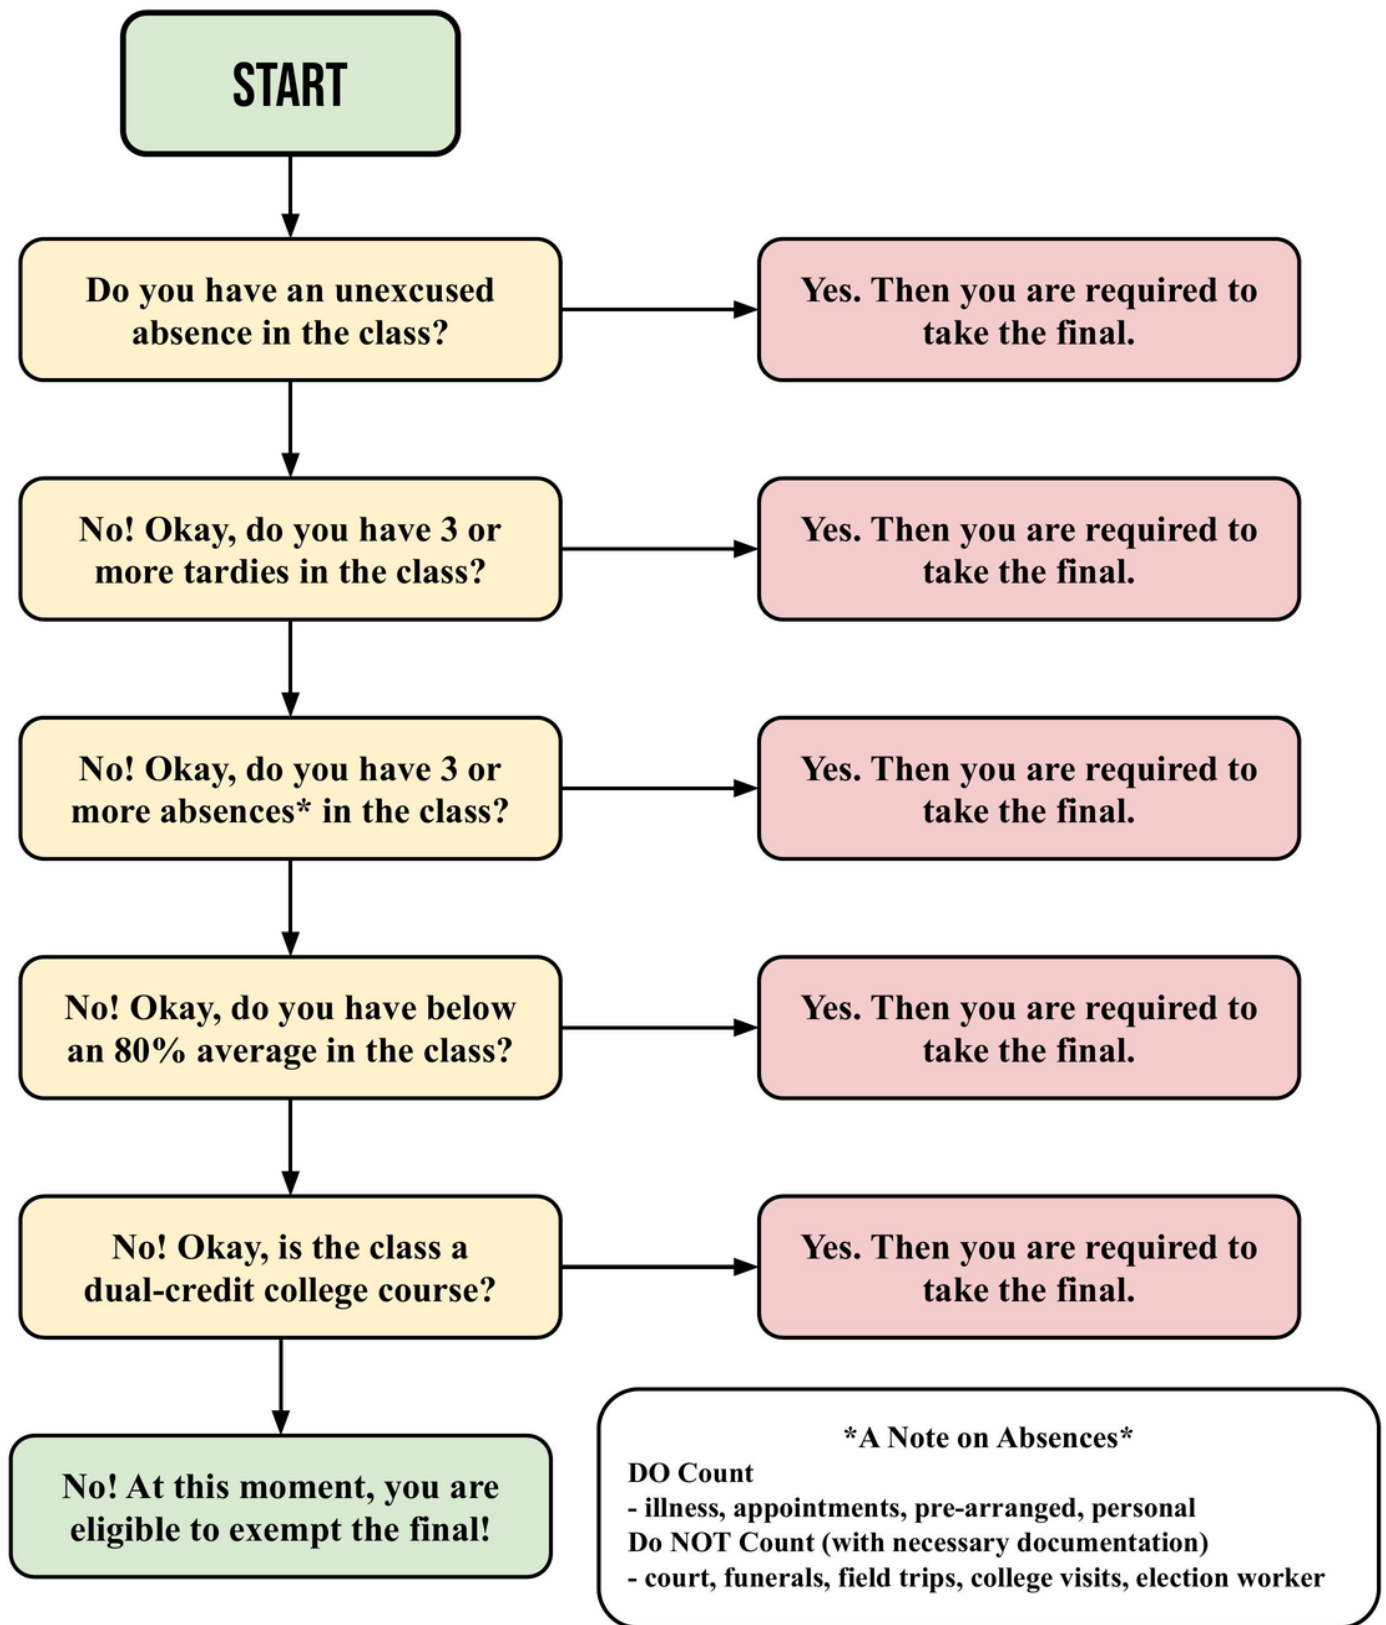 START
Do you have an unexcused
absence in the class?
Yes. Then you are required to
take the final.
No! Okay, do you have 3 or
more tardies in the class?
Yes. Then you are required to
take the final.
No! Okay, do you have 3 or
more absences* in the class?
Yes. Then you are required to
take the final.
No! Okay, do you have below
an 80% average in the class?
Yes. Then you are required to
take the final.
No! Okay, is the class a
dual-credit college course?
Yes. Then you are required to
take the final.
No! At this moment, you are
eligible to exempt the final!
*A Note on Absences*
DO Count
- illness, appointments, pre-arranged, personal
Do NOT Count (with necessary documentation)
- court, funerals, field trips, college visits, election worker